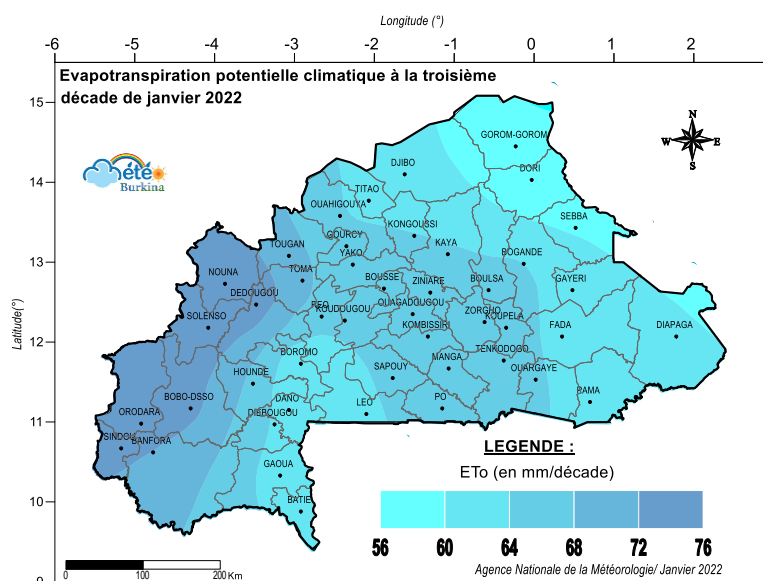 Longitude (°)
-6 -5 -4 -3 -2 -1 0 1 2
Evapotranspiration potentielle climatique à la troisième
décade de janvier 2022
15
N
GOROM-GOROM
W E
S
DJIBO
DORI
14
été
Burkina
TITAO
OUAHIGOUYA
SEBBA
KONGOUSSI
GOURCY
TOUGAN
KAYA
YAKO
BOGANDE
13
NOUNA
TOMA
BOUSSE
ZINIARE
BOULSA
GAYERI
DEDOUGOU
REO
KOUDOUGOU
OUAGADUGOU
SOLENSO
ZORGHO
KOUPELA
KOMBISSIRI
FADA
DIAPAGA
Latitude(°)
12
BOROMO
MANGA
TENKODOGO
HOUNDE
SAPOUY
OUARGAYE
BOBO-DSSO
DANO
LEO
PO
PAMA
ORODARA
DIEBOUGOU
11
SINDOU
BANFORA
LEGENDE :
GAOUA
ETo (en mm/décade)
10
BATIE
56 60 64 68 72 76
0 100 200 Km
Agence Nationale de la Météorologie/ Janvier 2022
9